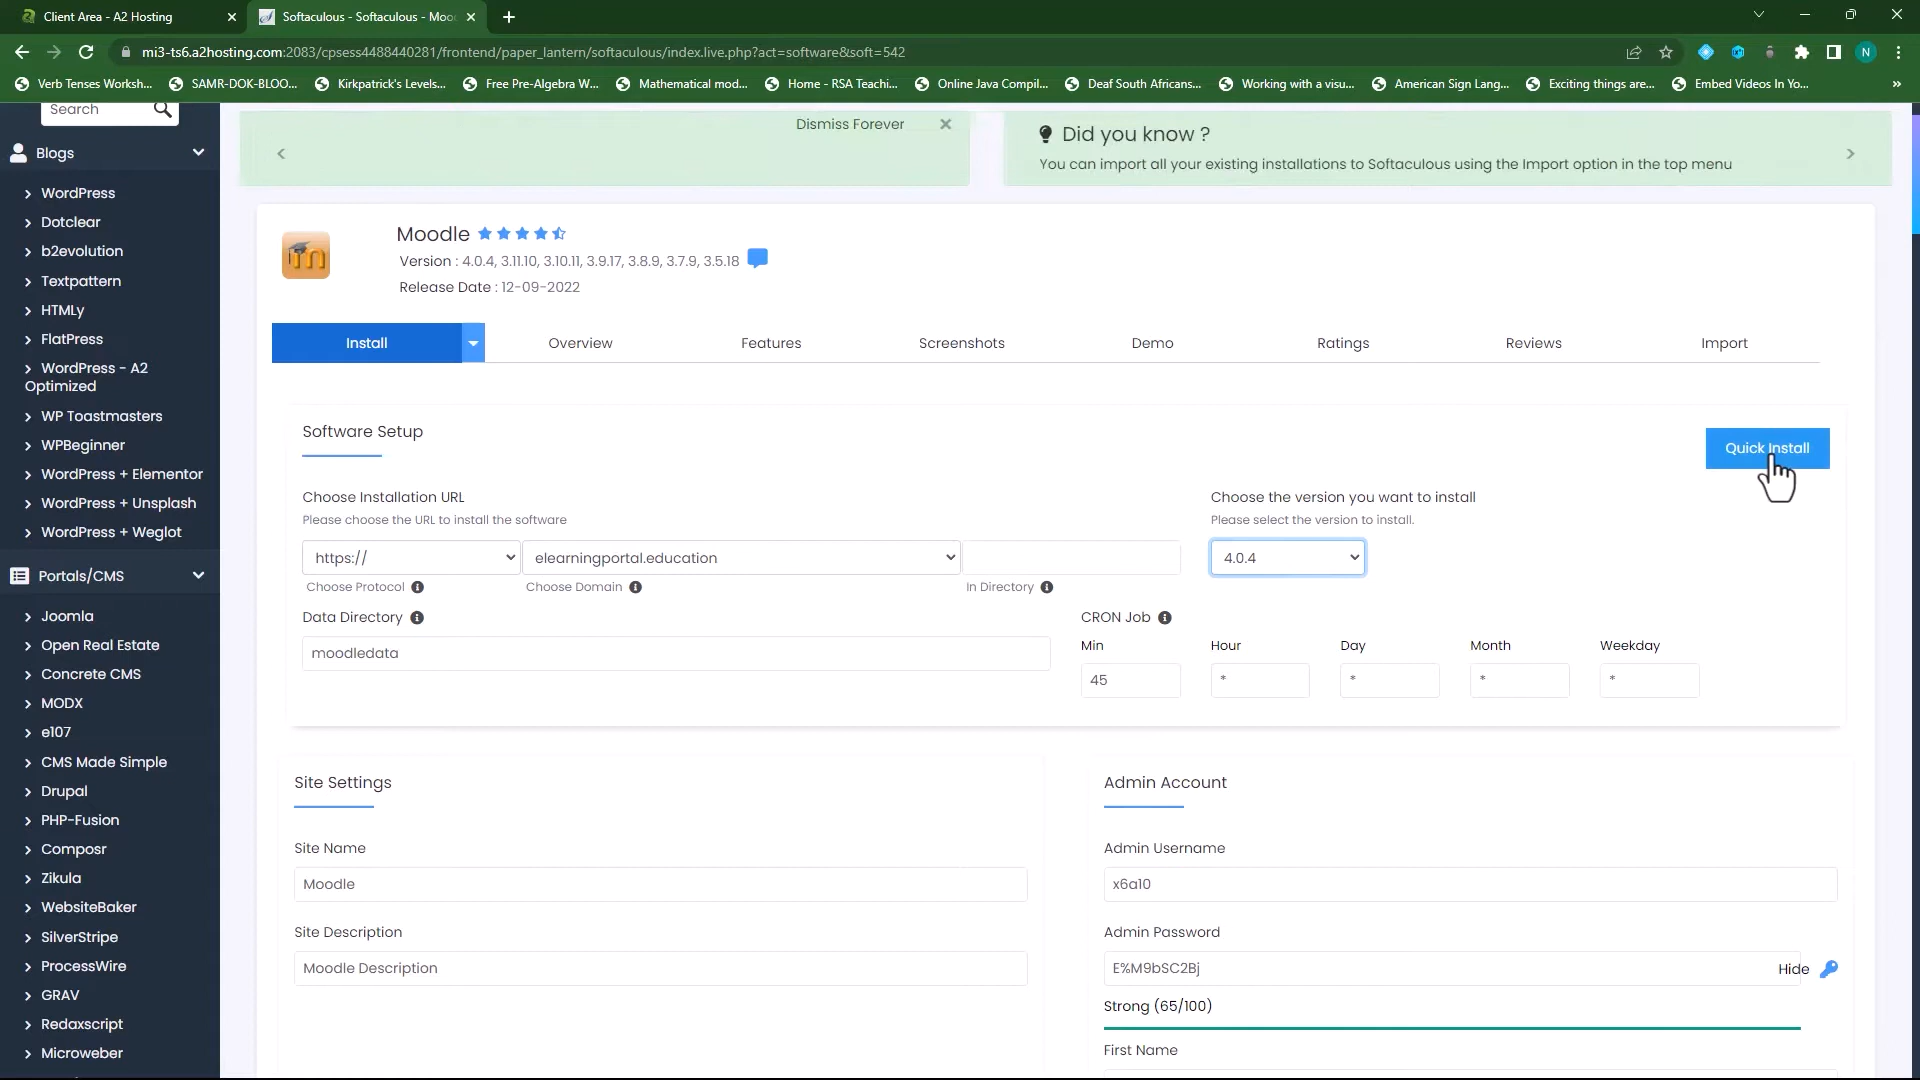 Client Area - A2 Hosting
Softaculous - Softaculous - Moo
mi3-ts6.a2hosting.com:2083/cpsess4488440281/frontend/paper_lantern/softaculous/index.live.php?act=software&soft=542
N
Verb Tenses Worksh...
SAMR-DOK-BLOO...
Kirkpatrick's Levels...
Free Pre-Algebra W...
Mathematical mod...
Home - RSA Teachi...
Online Java Compil...
Deaf South Africans...
Working with a visu...
American Sign Lang...
Exciting things are...
Embed Videos In Yo...
»
Search
Blogs
WordPress
Dotclear
b2evolution
Textpattern
HTMLy
FlatPress
WordPress - A2
Optimized
WP Toastmasters
WPBeginner
WordPress + Elementor
WordPress + Unsplash
WordPress + Weglot
Portals/CMS
Joomla
Open Real Estate
Concrete CMS
MODX
e107
CMS Made Simple
Drupal
PHP-Fusion
Composr
Zikula
WebsiteBaker
SilverStripe
ProcessWire
GRAV
Redaxscript
Microweber
Dismiss Forever
Did you know ?
You can import all your existing installations to Softaculous using the Import option in the top menu
Moodle
Version : 4.0.4, 3.11.10, 3.10.11, 3.9.17, 3.8.9, 3.7.9, 3.5.18
Release Date : 12-09-2022
Install
Overview
Features
Screenshots
Demo
Ratings
Reviews
Import
Software Setup
Quick Install
Choose Installation URL
Please choose the URL to install the software
https://
elearningportal.education
Choose Protocol
Choose Domain
In Directory
Choose the version you want to install
Please select the version to install.
4.0.4
Data Directory
moodledata
CRON Job
Min
Hour
Day
Month
Weekday
45
*
*
*
*
Site Settings
Site Name
Moodle
Site Description
Moodle Description
Admin Account
Admin Username
x6a10
Admin Password
E%M9bSC2Bj
Hide
Strong (65/100)
First Name